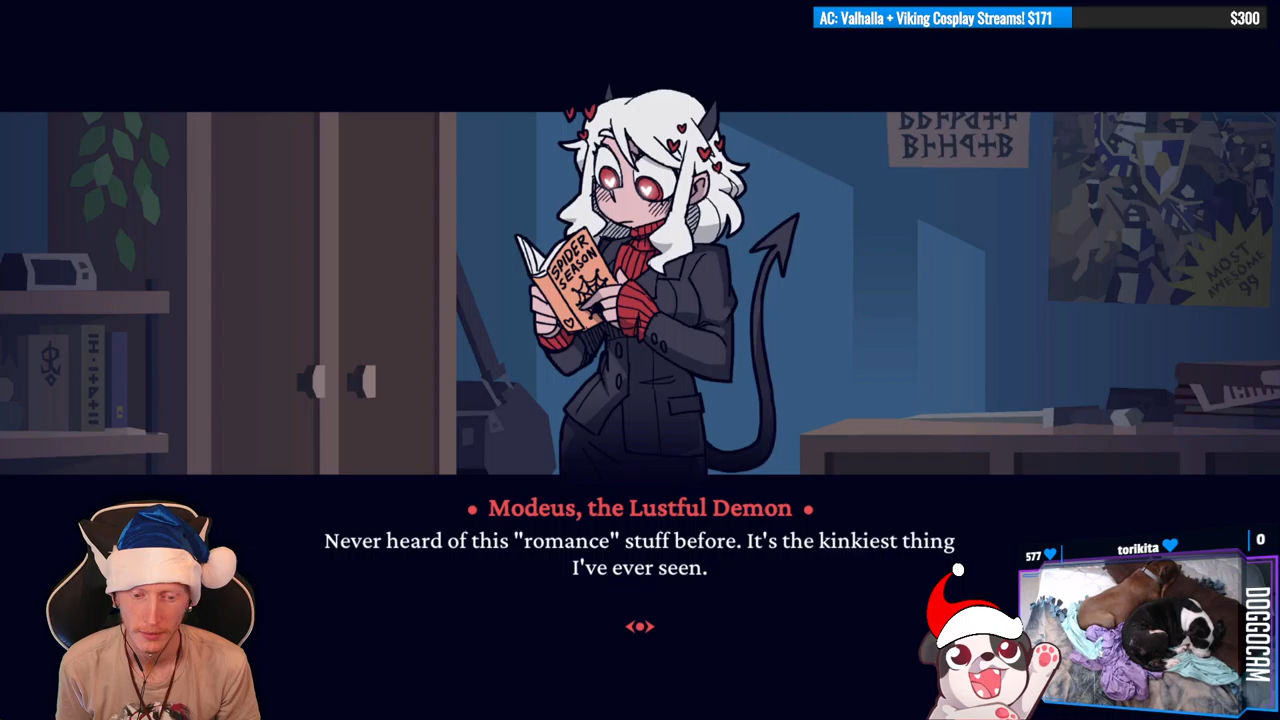 AC: Valhalla + Viking Cosplay Streams! $171
$300
SPIDER
SEASON
MOST
AWESOME
99
• Modeus, the Lustful Demon •
Never heard of this "romance" stuff before. It's the kinkiest thing
I've ever seen.
577
torikita
0
DOGGOCAM